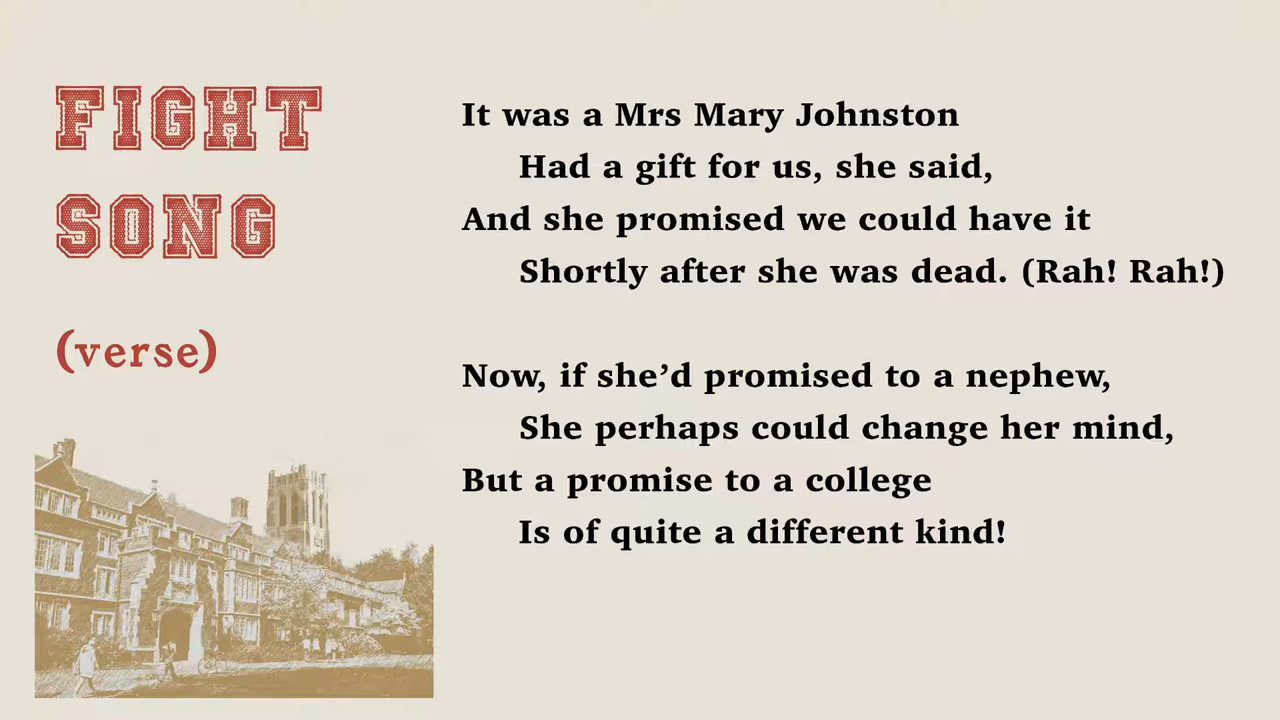 FIGHT
SONG
(verse)
It was a Mrs Mary Johnston
Had a gift for us, she said,
And she promised we could have it
Shortly after she was dead. (Rah! Rah!)
Now, if she’d promised to a nephew,
She perhaps could change her mind,
But a promise to a college
Is of quite a different kind!